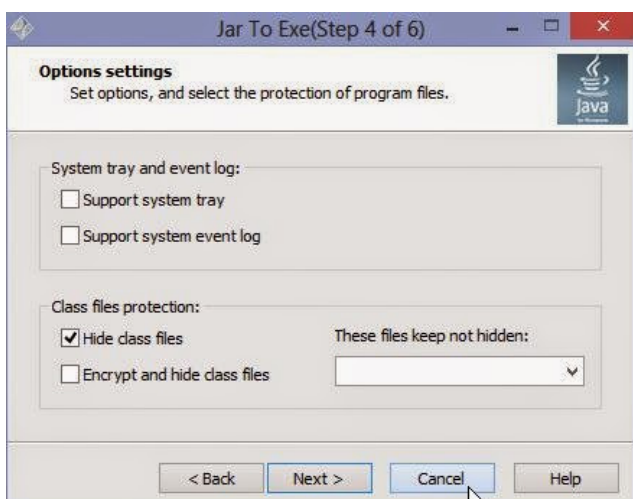 Jar To Exe(Step 4 of 6)
Options settings
Set options, and select the protection of program files.
Java
System tray and event log:
Support system tray
Support system event log
Class files protection:
Hide class files
These files keep not hidden:
Encrypt and hide class files
< Back
Next >
Cancel
Help